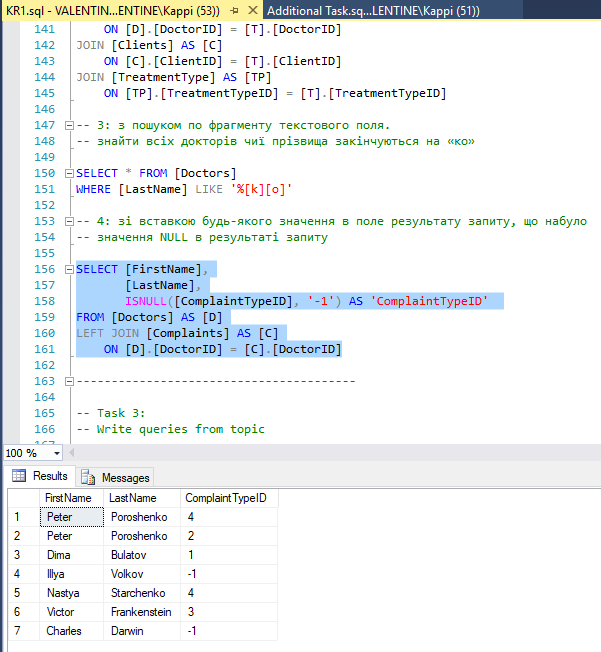 KR1.sql - VALENTIN...ENTINE\Kappi (53)) Additional Task.sq...LENTINE\Kappi (51))
141 ON [D].[DoctorID] = [T].[DoctorID]
142 JOIN [Clients] AS [C]
143 ON [C].[ClientID] = [T].[ClientID]
144 JOIN [TreatmentType] AS [TP]
145 ON [TP].[TreatmentTypeID] = [T].[TreatmentTypeID]
146
147 -- 3: з пошуком по фрагменту текстового поля.
148 -- знайти всіх докторів чиї прізвища закінчуються на «ко»
149
150 SELECT * FROM [Doctors]
151 WHERE [LastName] LIKE '%[k][o]'
152
153 -- 4: зі вставкою будь-якого значення в поле результату запиту, що набуло
154 -- значення NULL в результаті запиту
155
156 SELECT [FirstName],
157 [LastName],
158 ISNULL([ComplaintTypeID], '-1') AS 'ComplaintTypeID'
159 FROM [Doctors] AS [D]
160 LEFT JOIN [Complaints] AS [C]
161 ON [D].[DoctorID] = [C].[DoctorID]
162
163 ----------------------------------------
164
165 -- Task 3:
166 -- Write queries from topic
100 %
Results Messages
FirstName LastName ComplaintTypeID
1 Peter Poroshenko 4
2 Peter Poroshenko 2
3 Dima Bulatov 1
4 Illya Volkov -1
5 Nastya Starchenko 4
6 Victor Frankenstein 3
7 Charles Darwin -1